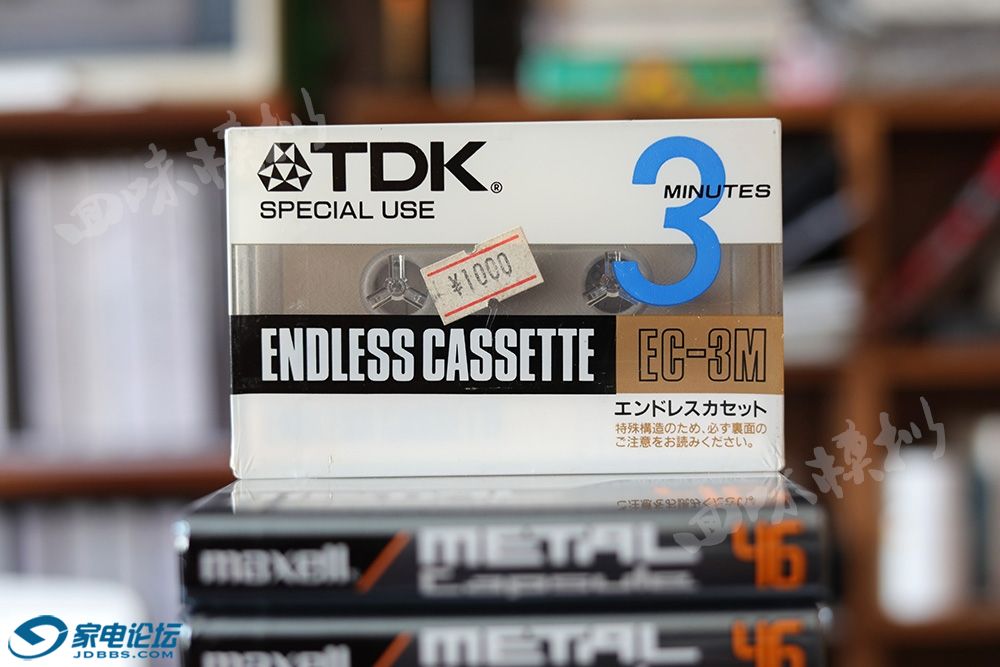 TDK®
SPECIAL USE
3
MINUTES
¥1000
ENDLESS CASSETTE
EC-3M
エンドレスカセット
特殊構造のため、必ず裏面の
ご注意をお読みください。
maxell
METAL
Capsule
46
maxell
METAL
46
家电论坛
JDBBS.COM